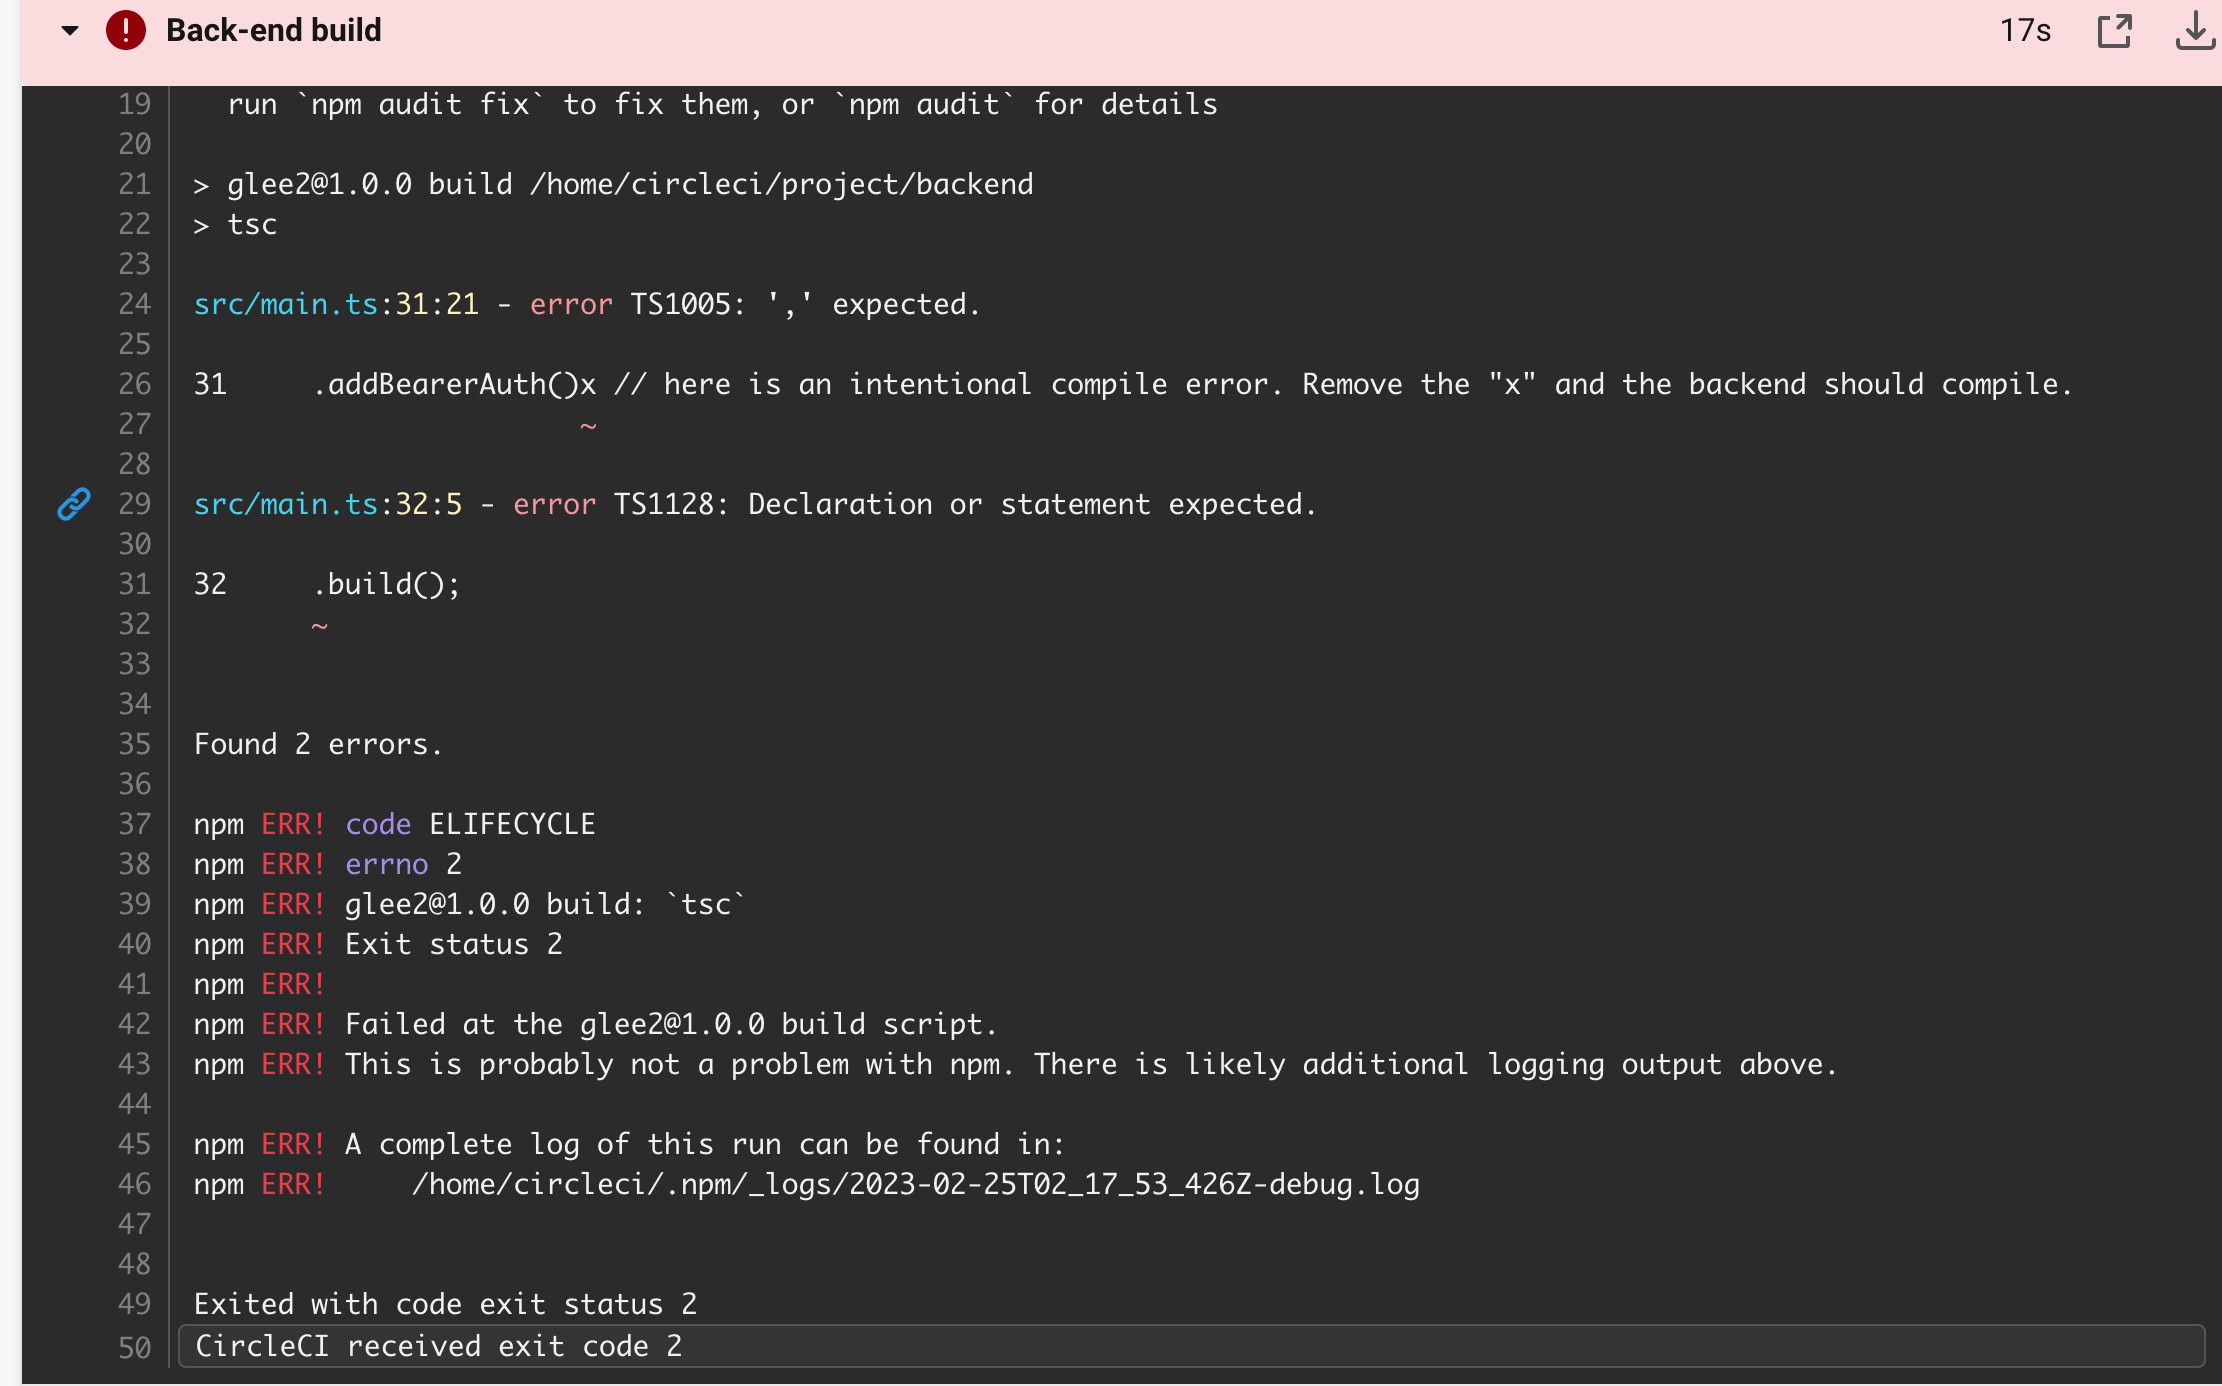 Back-end build 17s
19 run `npm audit fix` to fix them, or `npm audit` for details
20
21 > glee2@1.0.0 build /home/circleci/project/backend
22 > tsc
23
24 src/main.ts:31:21 - error TS1005: ',' expected.
25
26 31 .addBearerAuth()x // here is an intentional compile error. Remove the "x" and the backend should compile.
27 ~
28
29 src/main.ts:32:5 - error TS1128: Declaration or statement expected.
30
31 32 .build();
32 ~
33
34
35 Found 2 errors.
36
37 npm ERR! code ELIFECYCLE
38 npm ERR! errno 2
39 npm ERR! glee2@1.0.0 build: `tsc`
40 npm ERR! Exit status 2
41 npm ERR!
42 npm ERR! Failed at the glee2@1.0.0 build script.
43 npm ERR! This is probably not a problem with npm. There is likely additional logging output above.
44
45 npm ERR! A complete log of this run can be found in:
46 npm ERR! /home/circleci/.npm/_logs/2023-02-25T02_17_53_426Z-debug.log
47
48
49 Exited with code exit status 2
50 CircleCI received exit code 2